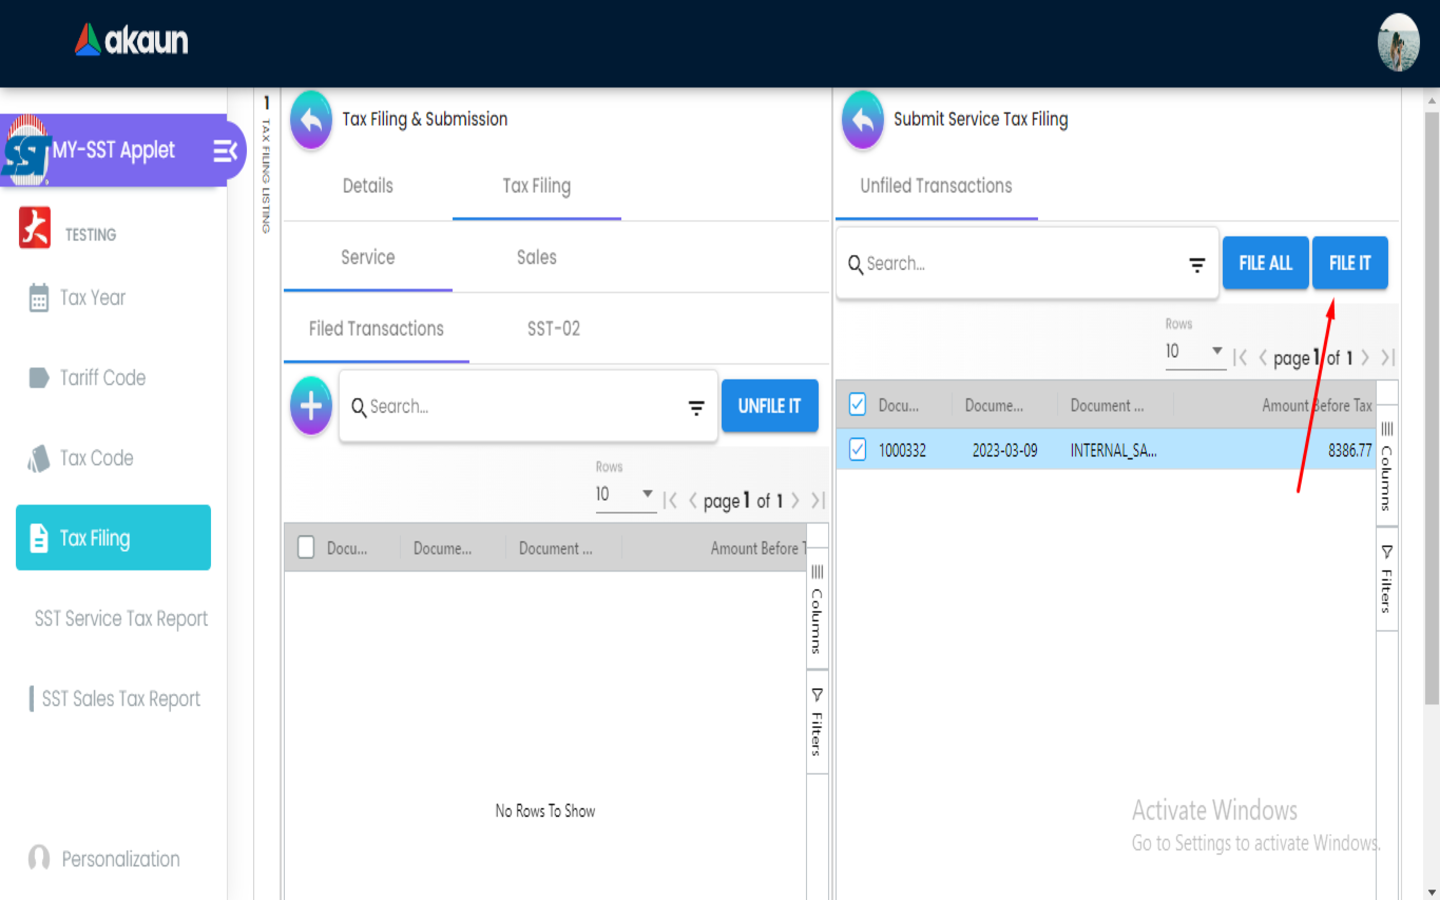 akaun
MY-SST Applet
TESTING
Tax Year
Tariff Code
Tax Code
Tax Filing
SST Service Tax Report
SST Sales Tax Report
Personalization
1 TAX FILING LISTING
Tax Filing & Submission
Details Tax Filing
Service Sales
Filed Transactions SST-02
Search... UNFILE IT
Rows
10 page 1 of 1
Docu... Docume... Document ... Amount Before T
Columns
Filters
No Rows To Show
Submit Service Tax Filing
Unfiled Transactions
Search... FILE ALL FILE IT
Rows
10 page 1 of 1
Docu... Docume... Document ... Amount Before Tax
1000332 2023-03-09 INTERNAL_SA... 8386.77
Columns
Filters
Activate Windows
Go to Settings to activate Windows.